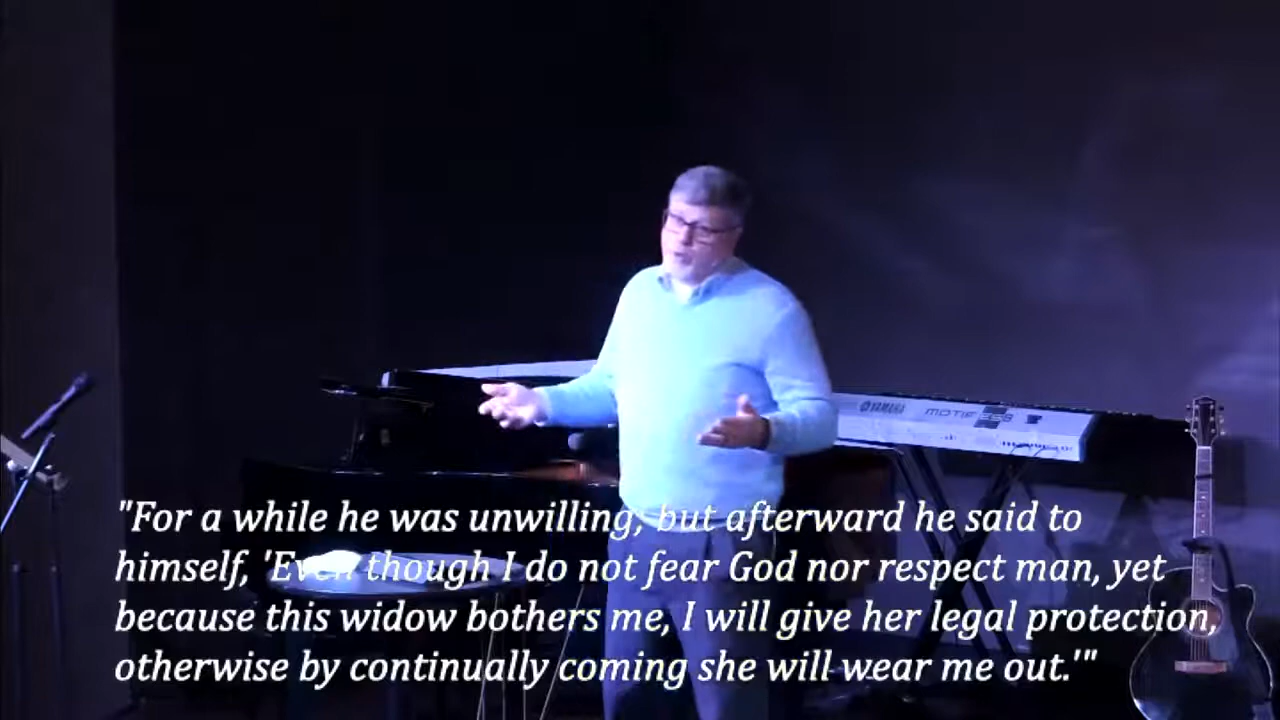 YAMAHA MOTIF ES8
"For a while he was unwilling; but afterward he said to
himself, 'Even though I do not fear God nor respect man, yet
because this widow bothers me, I will give her legal protection,
otherwise by continually coming she will wear me out.'"